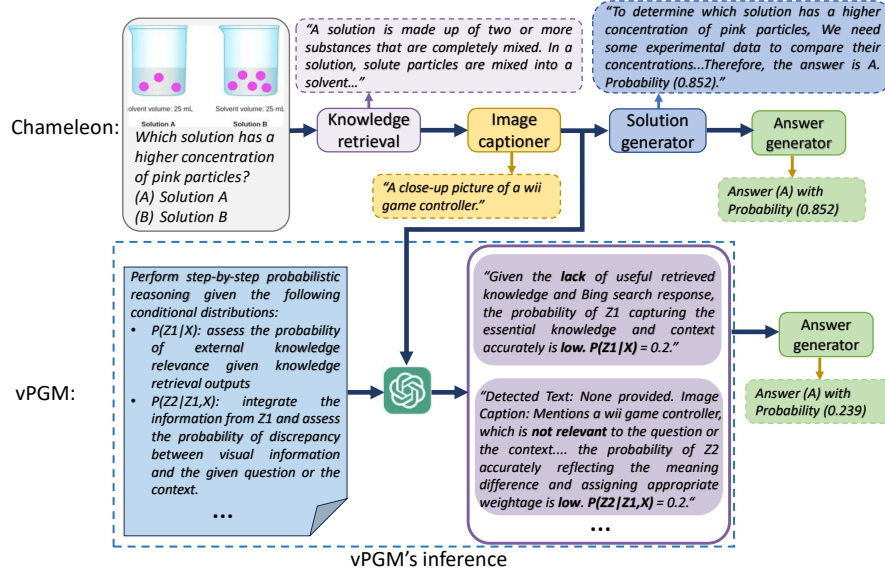 Chameleon:
Solvent volume: 25 mL
Solvent volume: 25 mL
Solution A
Solution B
Which solution has a
higher concentration
of pink particles?
(A) Solution A
(B) Solution B
“A solution is made up of two or more
substances that are completely mixed. In
a solution, solute particles are mixed into
a solvent…”
Knowledge
retrieval
Image
captioner
“A close-up picture of a wii
game controller.”
“To determine which solution has a higher
concentration of pink particles, We need
some experimental data to compare their
concentrations...Therefore, the answer is A.
Probability (0.852).”
Solution
generator
Answer
generator
Answer (A) with
Probability (0.852)
vPGM:
Perform step-by-step probabilistic
reasoning given the following
conditional distributions:
• P(Z1|X): assess the probability
of external knowledge
relevance given knowledge
retrieval outputs
• P(Z2|Z1,X): integrate the
information from Z1 and assess
the probability of discrepancy
between visual information
and the given question or the
context.
…
“Given the lack of useful retrieved
knowledge and Bing search response,
the probability of Z1 capturing the
essential knowledge and context
accurately is low. P(Z1|X) = 0.2.”
“Detected Text: None provided. Image
Caption: Mentions a wii game controller,
which is not relevant to the question or
the context.… the probability of Z2
accurately reflecting the meaning
difference and assigning appropriate
weightage is low. P(Z2|Z1,X) = 0.2.“
…
Answer
generator
Answer (A) with
Probability (0.239)
vPGM’s inference